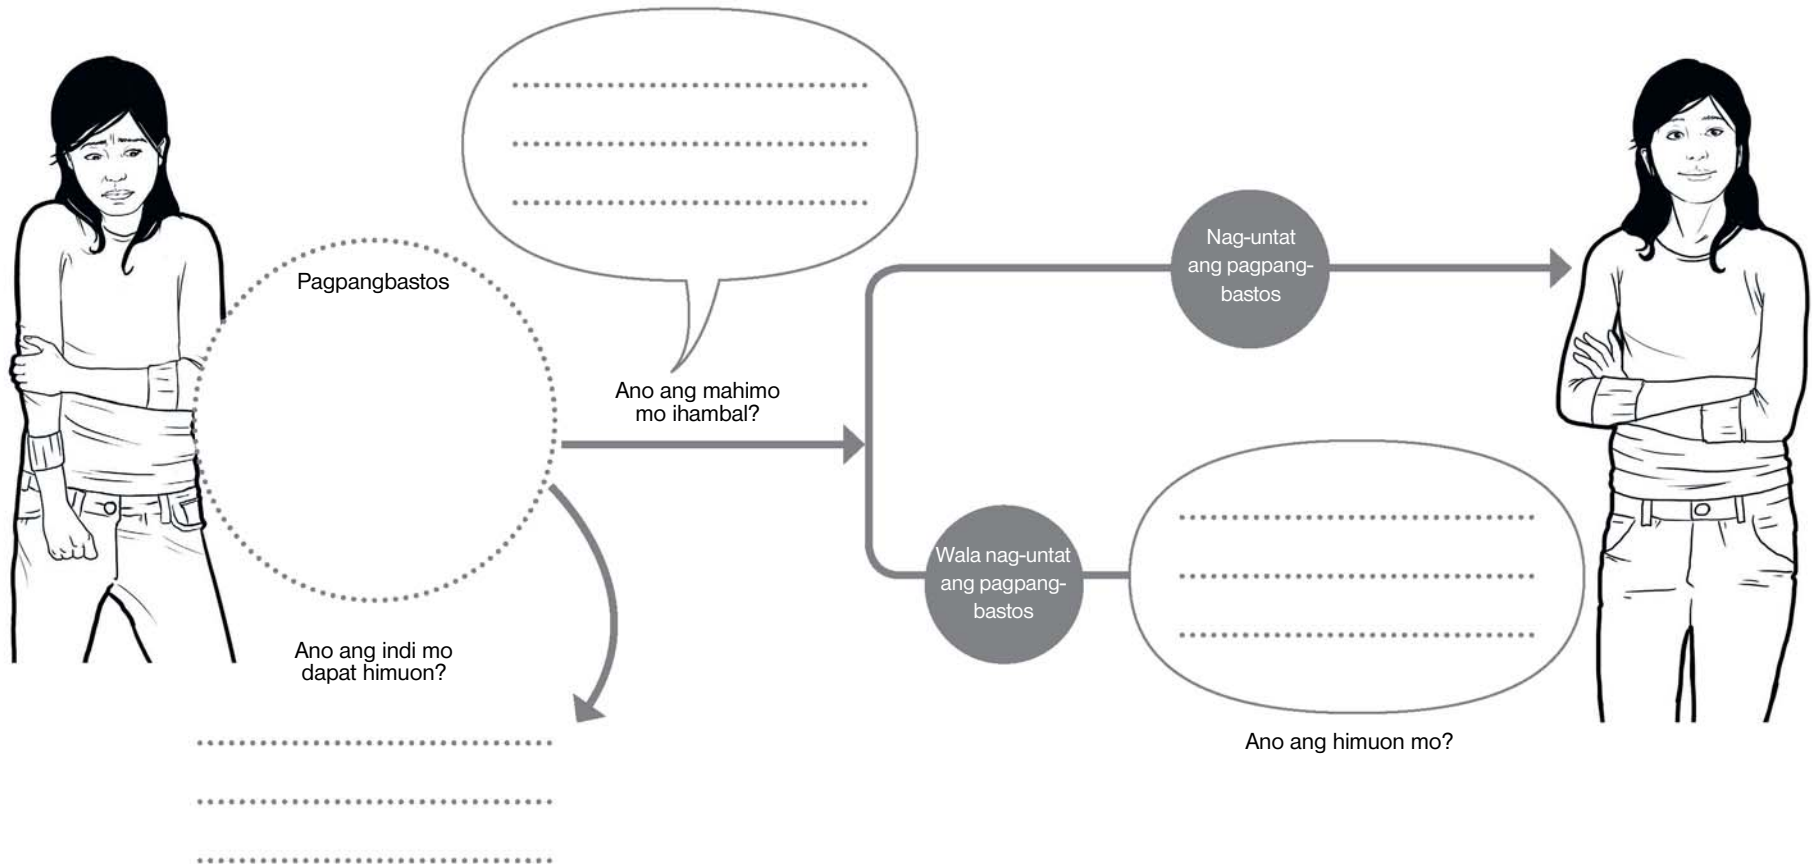 Pagpangbastos
Ano ang mahimo
mo ihambal?
Nag-untat
ang pagpang-
bastos
Wala nag-untat
ang pagpang-
bastos
Ano ang indi mo
dapat himuon?
Ano ang himuon mo?